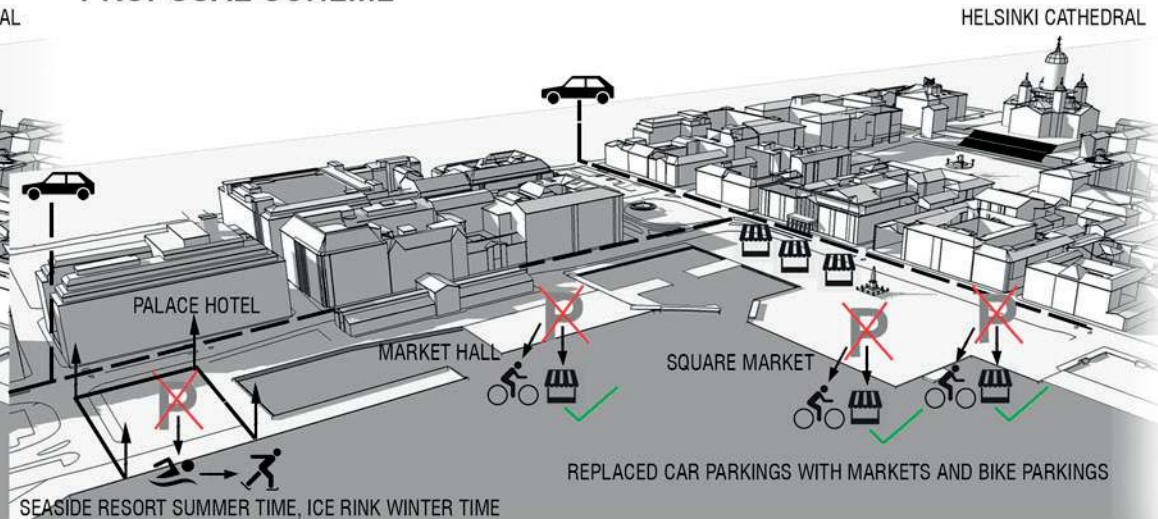 AL
HELSINKI CATHEDRAL
PALACE HOTEL
MARKET HALL
SQUARE MARKET
P
P
P
P
REPLACED CAR PARKINGS WITH MARKETS AND BIKE PARKINGS
SEASIDE RESORT SUMMER TIME, ICE RINK WINTER TIME